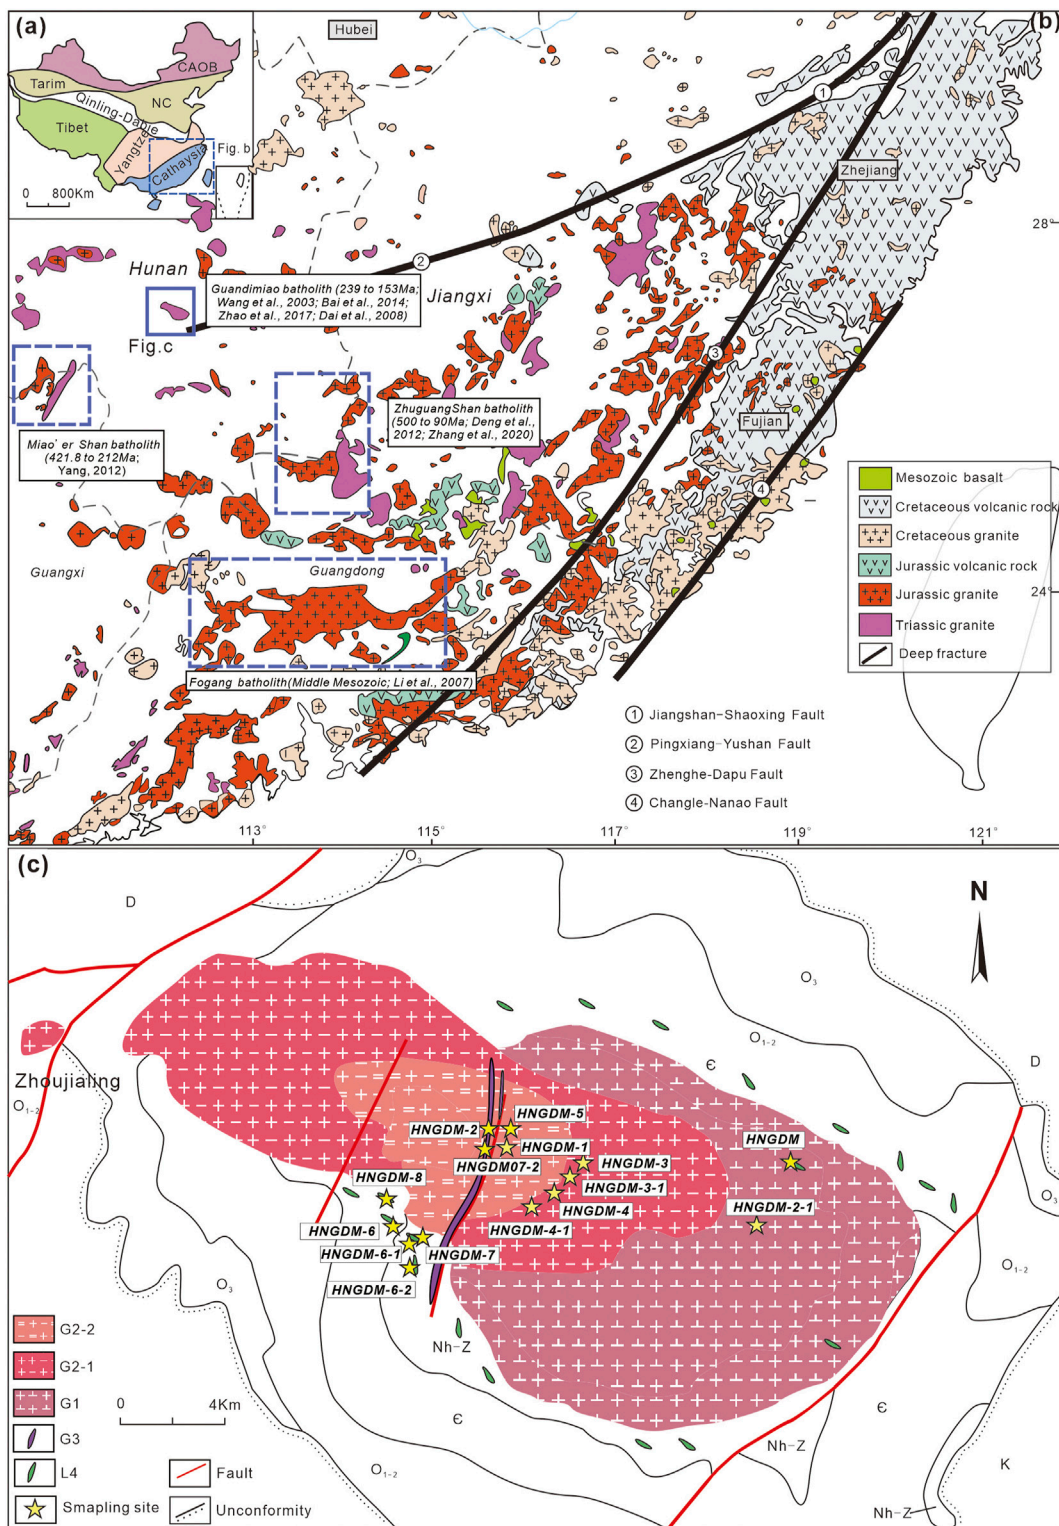 (a)
Hubei
(b)
CAOB
Tarim
NC
Qinling-Dabie
Tibet
Yangtze
Cathaysia
Fig. b
0 800Km
1
Zhejiang
28°
Hunan
2
Jiangxi
Guandimiao batholith (239 to 153Ma;
Wang et al., 2003; Bai et al., 2014;
Zhao et al., 2017; Dai et al., 2008)
Fig.c
3
ZhuguangShan batholith
(500 to 90Ma; Deng et al.,
2012; Zhang et al., 2020)
Fujian
Miao' er Shan batholith
(421.8 to 212Ma;
Yang, 2012)
4
Mesozoic basalt
Cretaceous volcanic rock
Cretaceous granite
Jurassic volcanic rock
Jurassic granite
Triassic granite
Deep fracture
24°
Guangxi
Guangdong
Fogang batholith(Middle Mesozoic; Li et al., 2007)
1 Jiangshan-Shaoxing Fault
2 Pingxiang-Yushan Fault
3 Zhenghe-Dapu Fault
4 Changle-Nanao Fault
113° 115° 117° 119° 121°
(c)
O₃
D
N
O₃
O₁₋₂
D
Є
Zhoujialing
O₁₋₂
HNGDM-5
HNGDM-2
HNGDM-1
HNGDM
HNGDM07-2
HNGDM-3
HNGDM-8
HNGDM-3-1
HNGDM-4
HNGDM-2-1
HNGDM-6
HNGDM-4-1
HNGDM-6-1
HNGDM-7
HNGDM-6-2
O₁₋₂
O₃
Nh-Z
G2-2
G2-1
G1
0 4Km
Є
Є
G3
Nh-Z
K
L4
Fault
O₁₋₂
Smapling site
Unconformity
Nh-Z